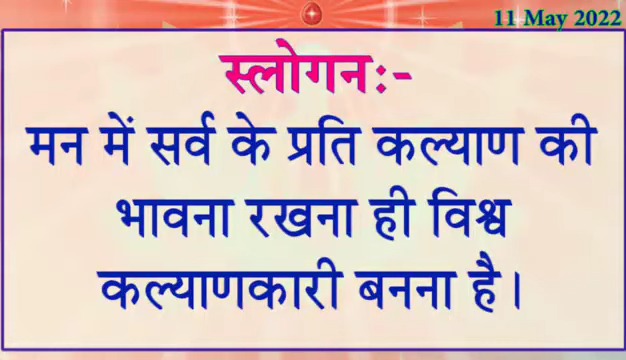 11 May 2022
स्लोगनः-
मन में सर्व के प्रति कल्याण की
भावना रखना ही विश्व
कल्याणकारी बनना है।